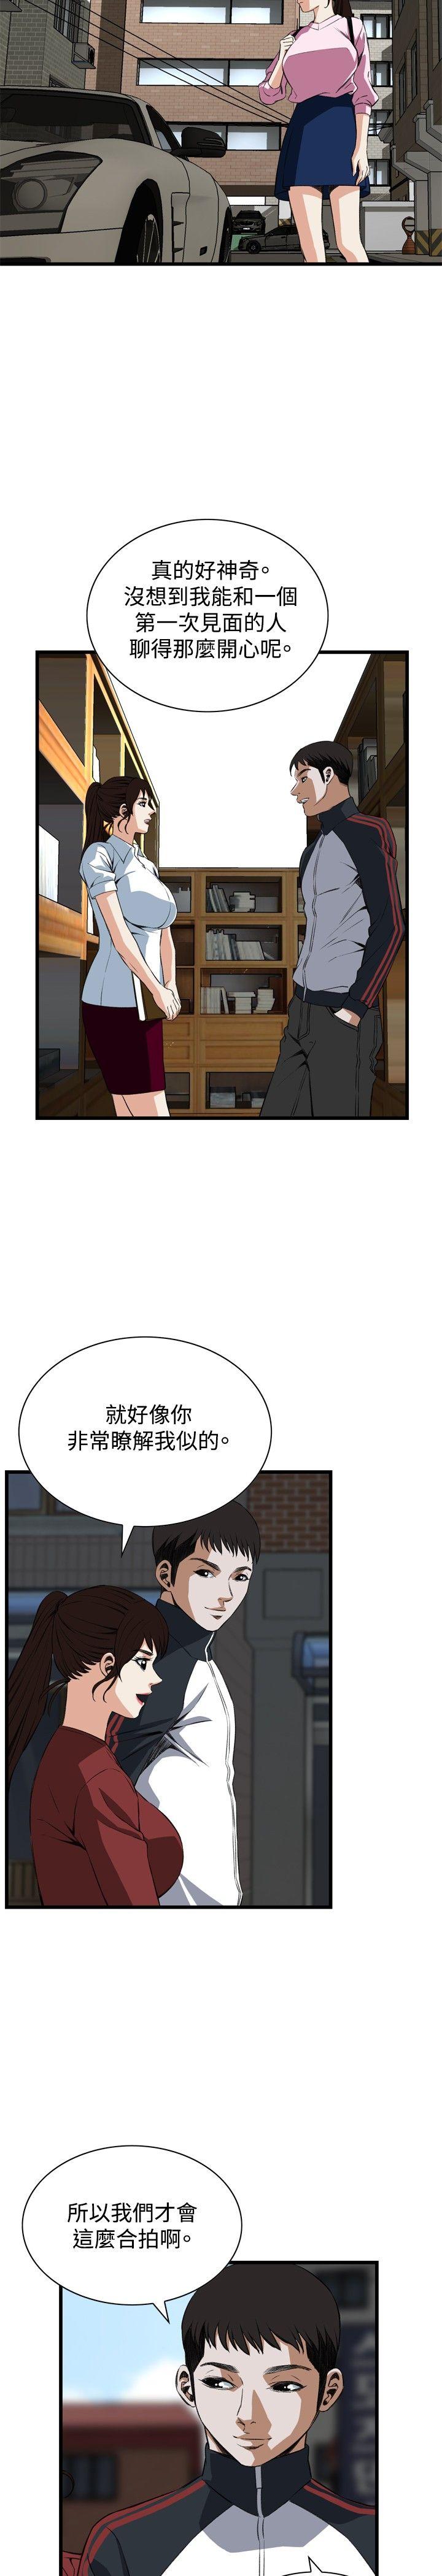 真的好神奇。
沒想到我能和一個
第一次見面的人
聊得那麼開心呢。
就好像你
非常瞭解我似的。
所以我們才會
這麼合拍啊。